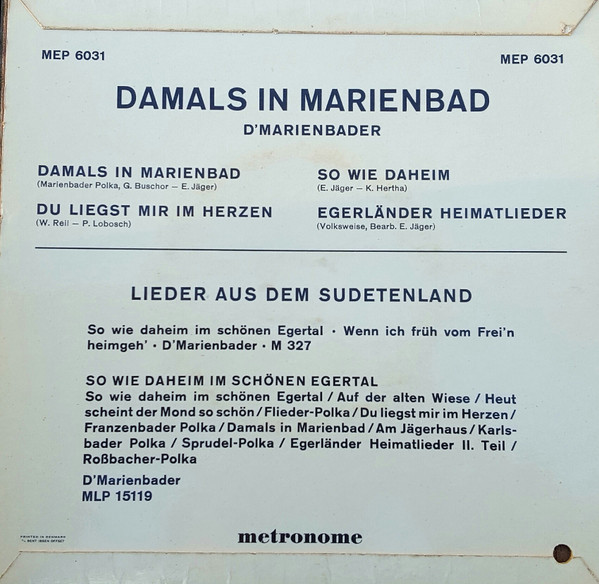 MEP 6031
MEP 6031
DAMALS IN MARIENBAD
D'MARIENBADER
DAMALS IN MARIENBAD
(Marienbader Polka, G. Buschor — E. Jäger)
DU LIEGST MIR IM HERZEN
(W. Reil — P. Lobosch)
SO WIE DAHEIM
(E. Jäger — K. Hertha)
EGERLÄNDER HEIMATLIEDER
(Volksweise, Bearb. E. Jäger)
LIEDER AUS DEM SUDETENLAND
So wie daheim im schönen Egertal · Wenn ich früh vom Frei'n
heimgeh' · D'Marienbader · M 327
SO WIE DAHEIM IM SCHÖNEN EGERTAL
So wie daheim im schönen Egertal / Auf der alten Wiese / Heut
scheint der Mond so schön / Flieder-Polka / Du liegst mir im Herzen /
Franzenbader Polka / Damals in Marienbad / Am Jägerhaus / Karls-
bader Polka / Sprudel-Polka / Egerländer Heimatlieder II. Teil /
Roßbacher-Polka
D'Marienbader
MLP 15119
PRINTED IN DENMARK
metronome